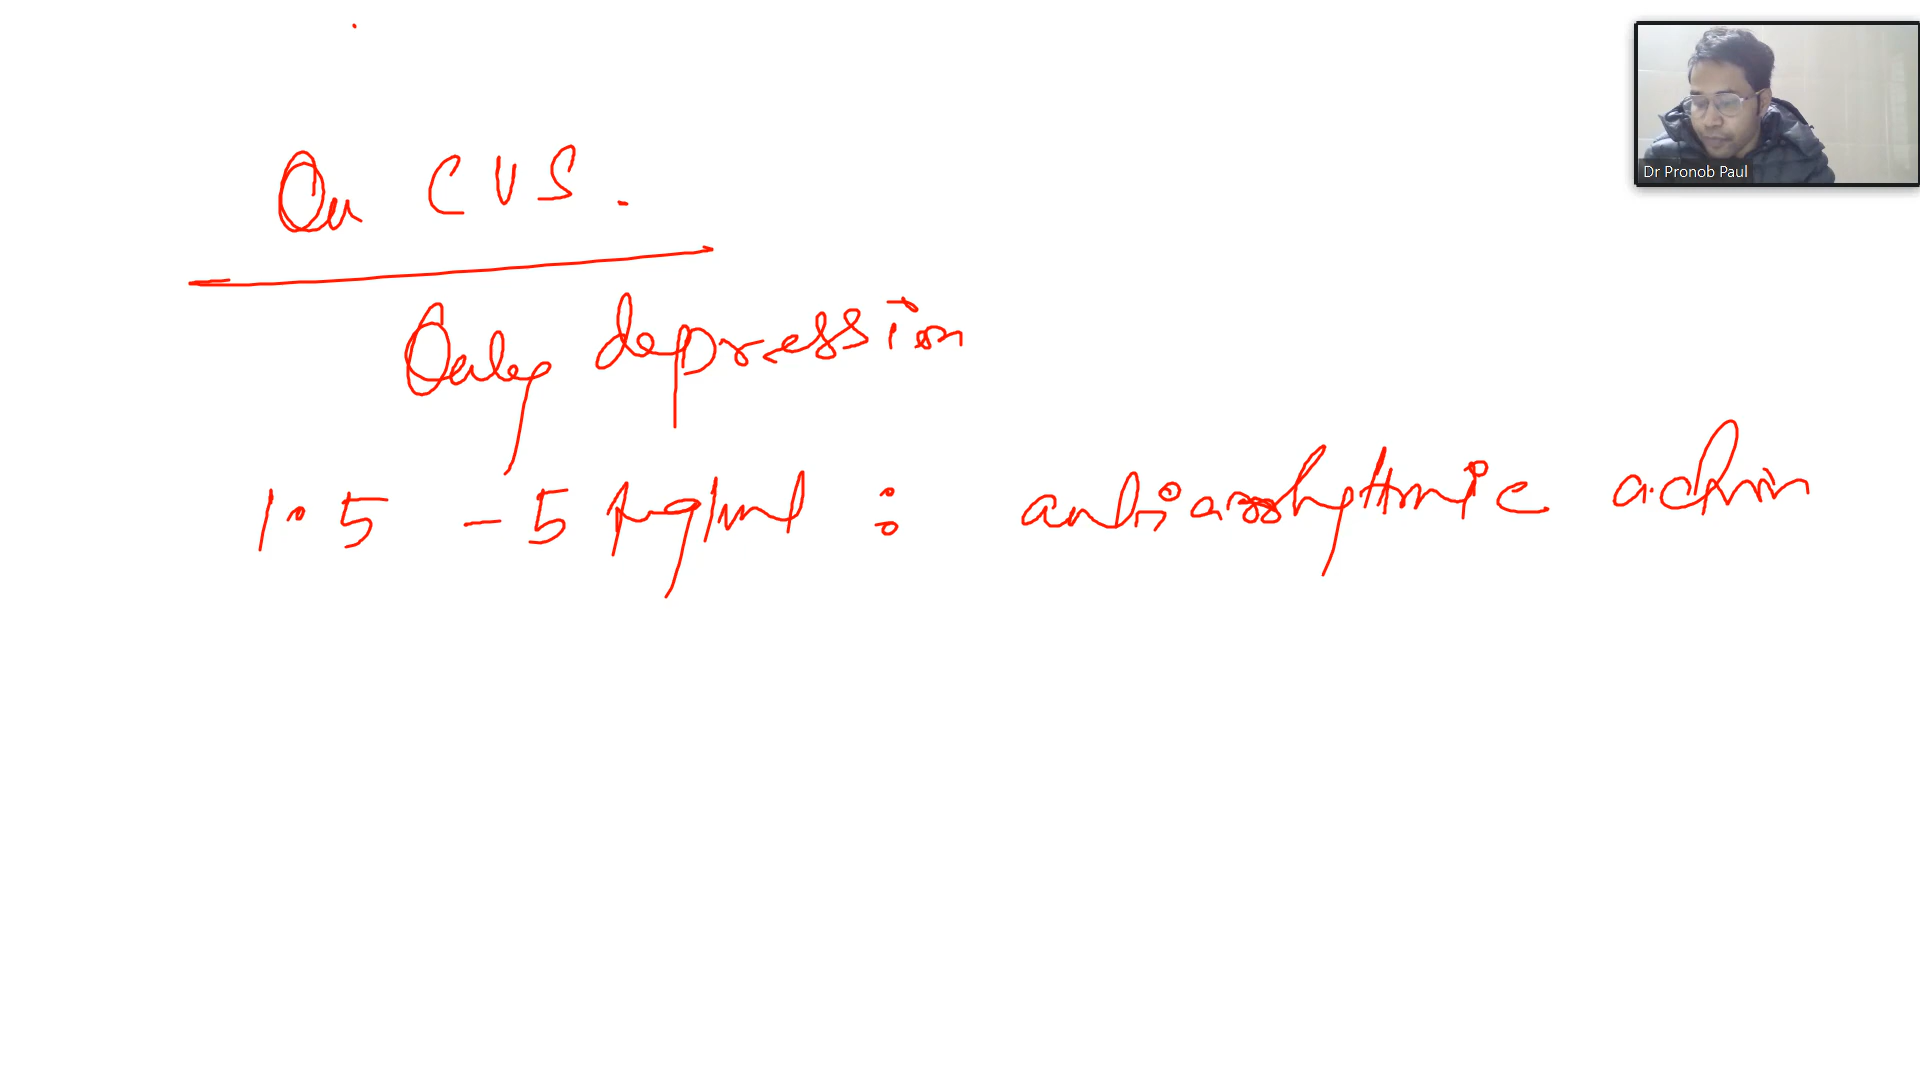 On CVS.
Only depression
1.5 - 5 μg/ml : antiarrhythmic action
Dr Pronob Paul